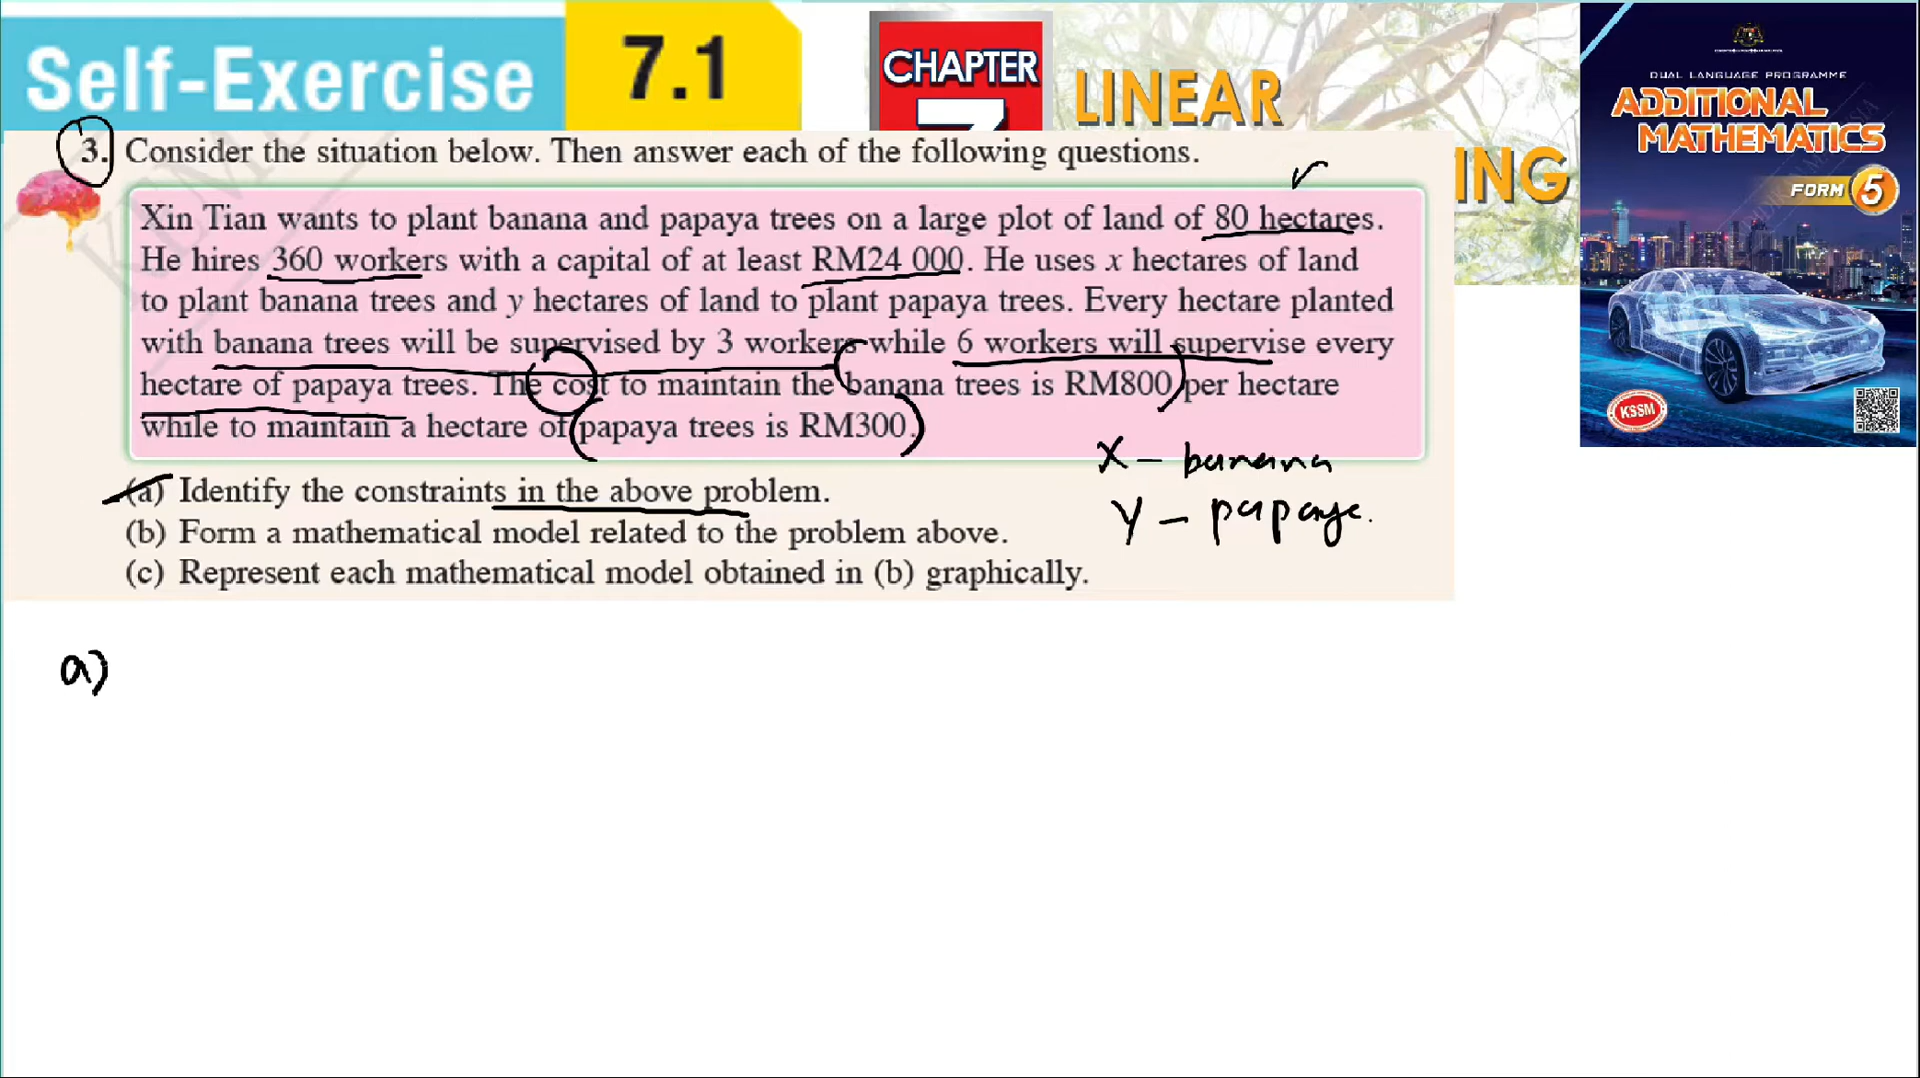 Self-Exercise 7.1
CHAPTER
7
LINEAR
ING
DUAL LANGUAGE PROGRAMME
ADDITIONAL
MATHEMATICS
FORM 5
KSSM
3. Consider the situation below. Then answer each of the following questions.
Xin Tian wants to plant banana and papaya trees on a large plot of land of 80 hectares.
He hires 360 workers with a capital of at least RM24 000. He uses x hectares of land
to plant banana trees and y hectares of land to plant papaya trees. Every hectare planted
with banana trees will be supervised by 3 workers while 6 workers will supervise every
hectare of papaya trees. The cost to maintain the banana trees is RM800 per hectare
while to maintain a hectare of papaya trees is RM300.
x – banana
y – papaya.
(a) Identify the constraints in the above problem.
(b) Form a mathematical model related to the problem above.
(c) Represent each mathematical model obtained in (b) graphically.
a)